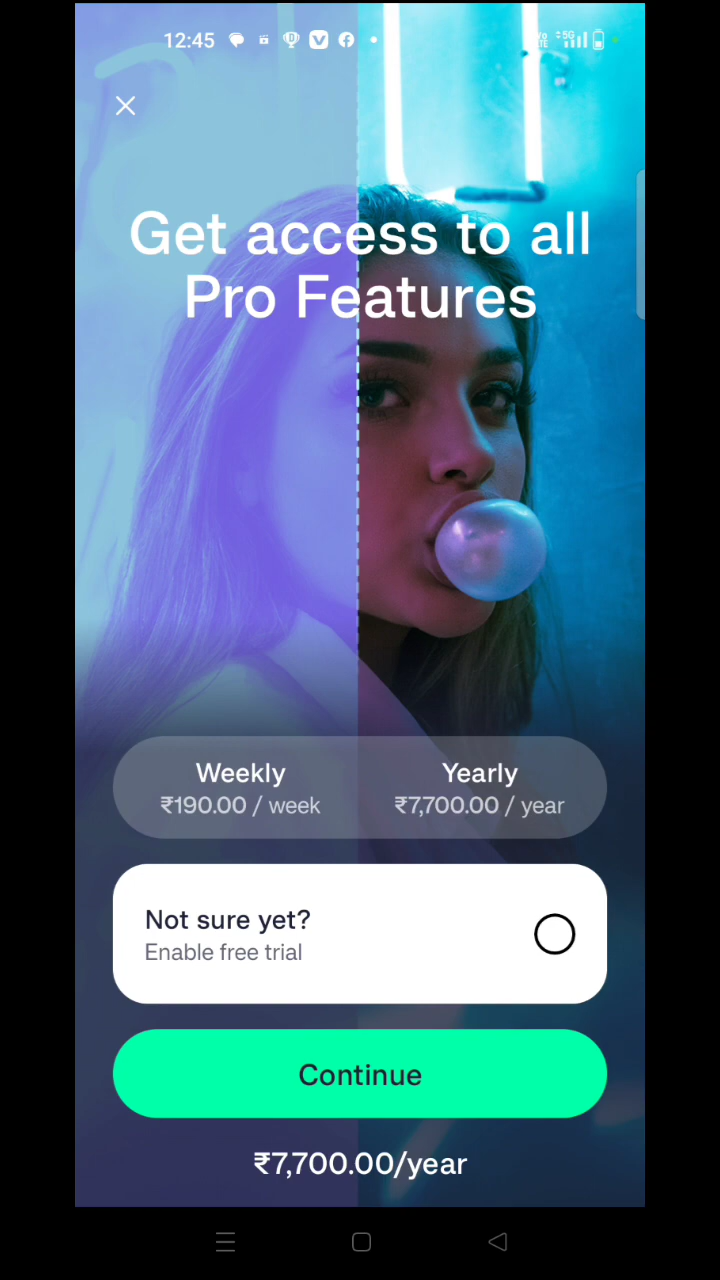 12:45
5G
Get access to all
Pro Features
Weekly
₹190.00 / week
Yearly
₹7,700.00 / year
Not sure yet?
Enable free trial
Continue
₹7,700.00/year